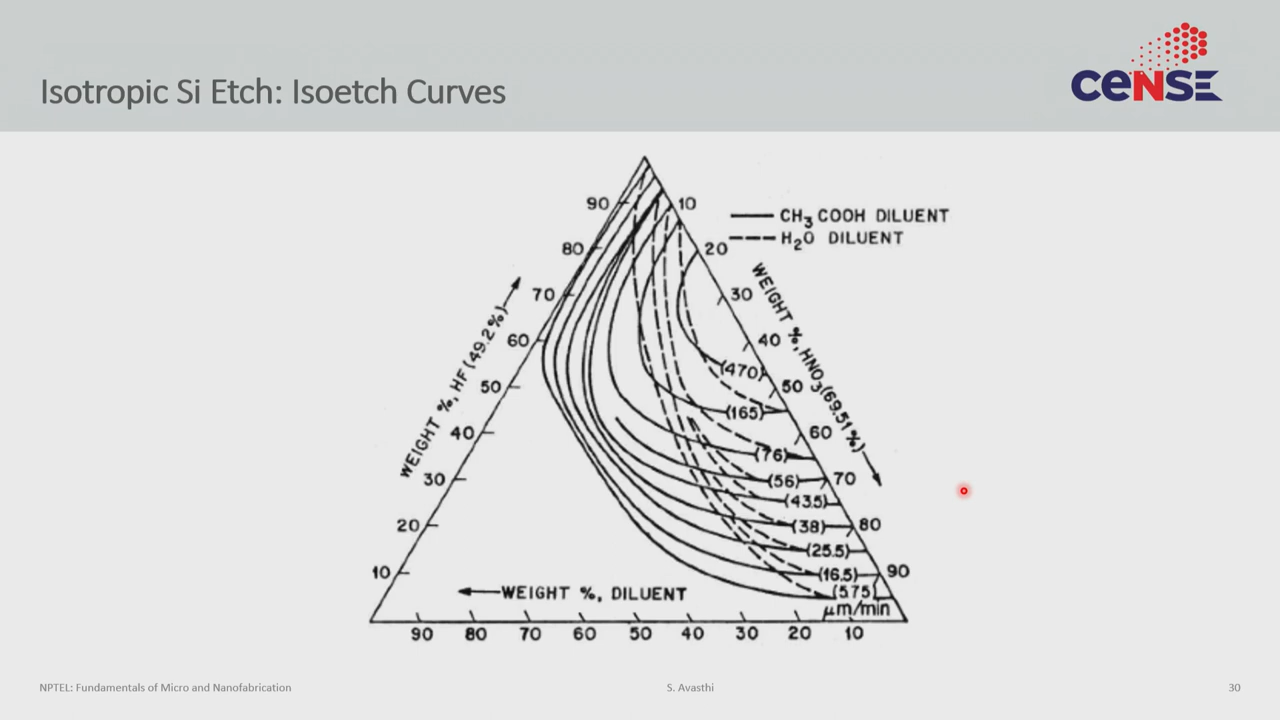 Isotropic Si Etch: Isoetch Curves
CeNSE
90
80
70
60
50
40
30
20
10
WEIGHT %, HF (49.2%)
10
20
30
40
50
60
70
80
90
CH3 COOH DILUENT
H2O DILUENT
WEIGHT %, HNO3 (69.51%)
(470)
(165)
(76)
(56)
(43.5)
(38)
(25.5)
(16.5)
(5.75)
μm/min
WEIGHT %, DILUENT
90 80 70 60 50 40 30 20 10
NPTEL: Fundamentals of Micro and Nanofabrication
S. Avasthi
30